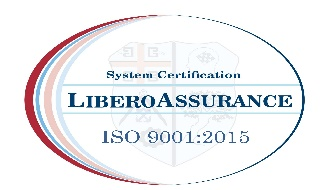 System Certification
LIBEROASSURANCE
ISO 9001:2015